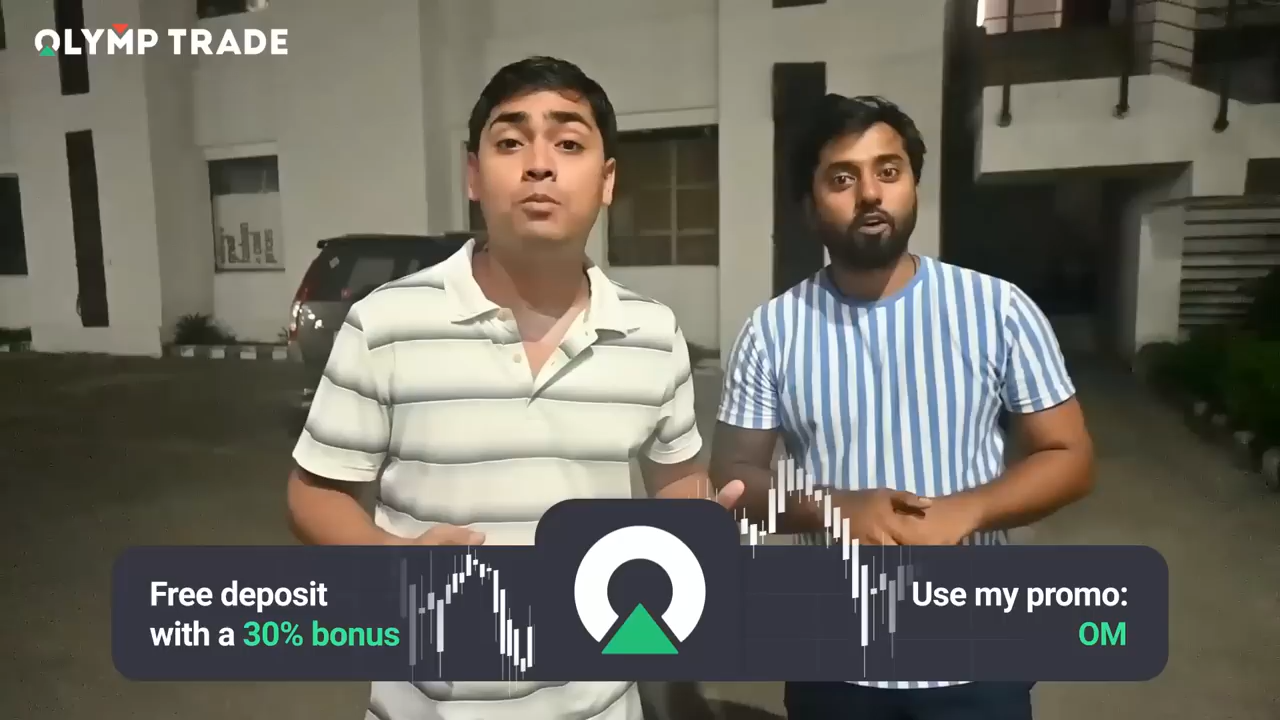 OLYMP TRADE
Free deposit
with a 30% bonus
Use my promo:
OM